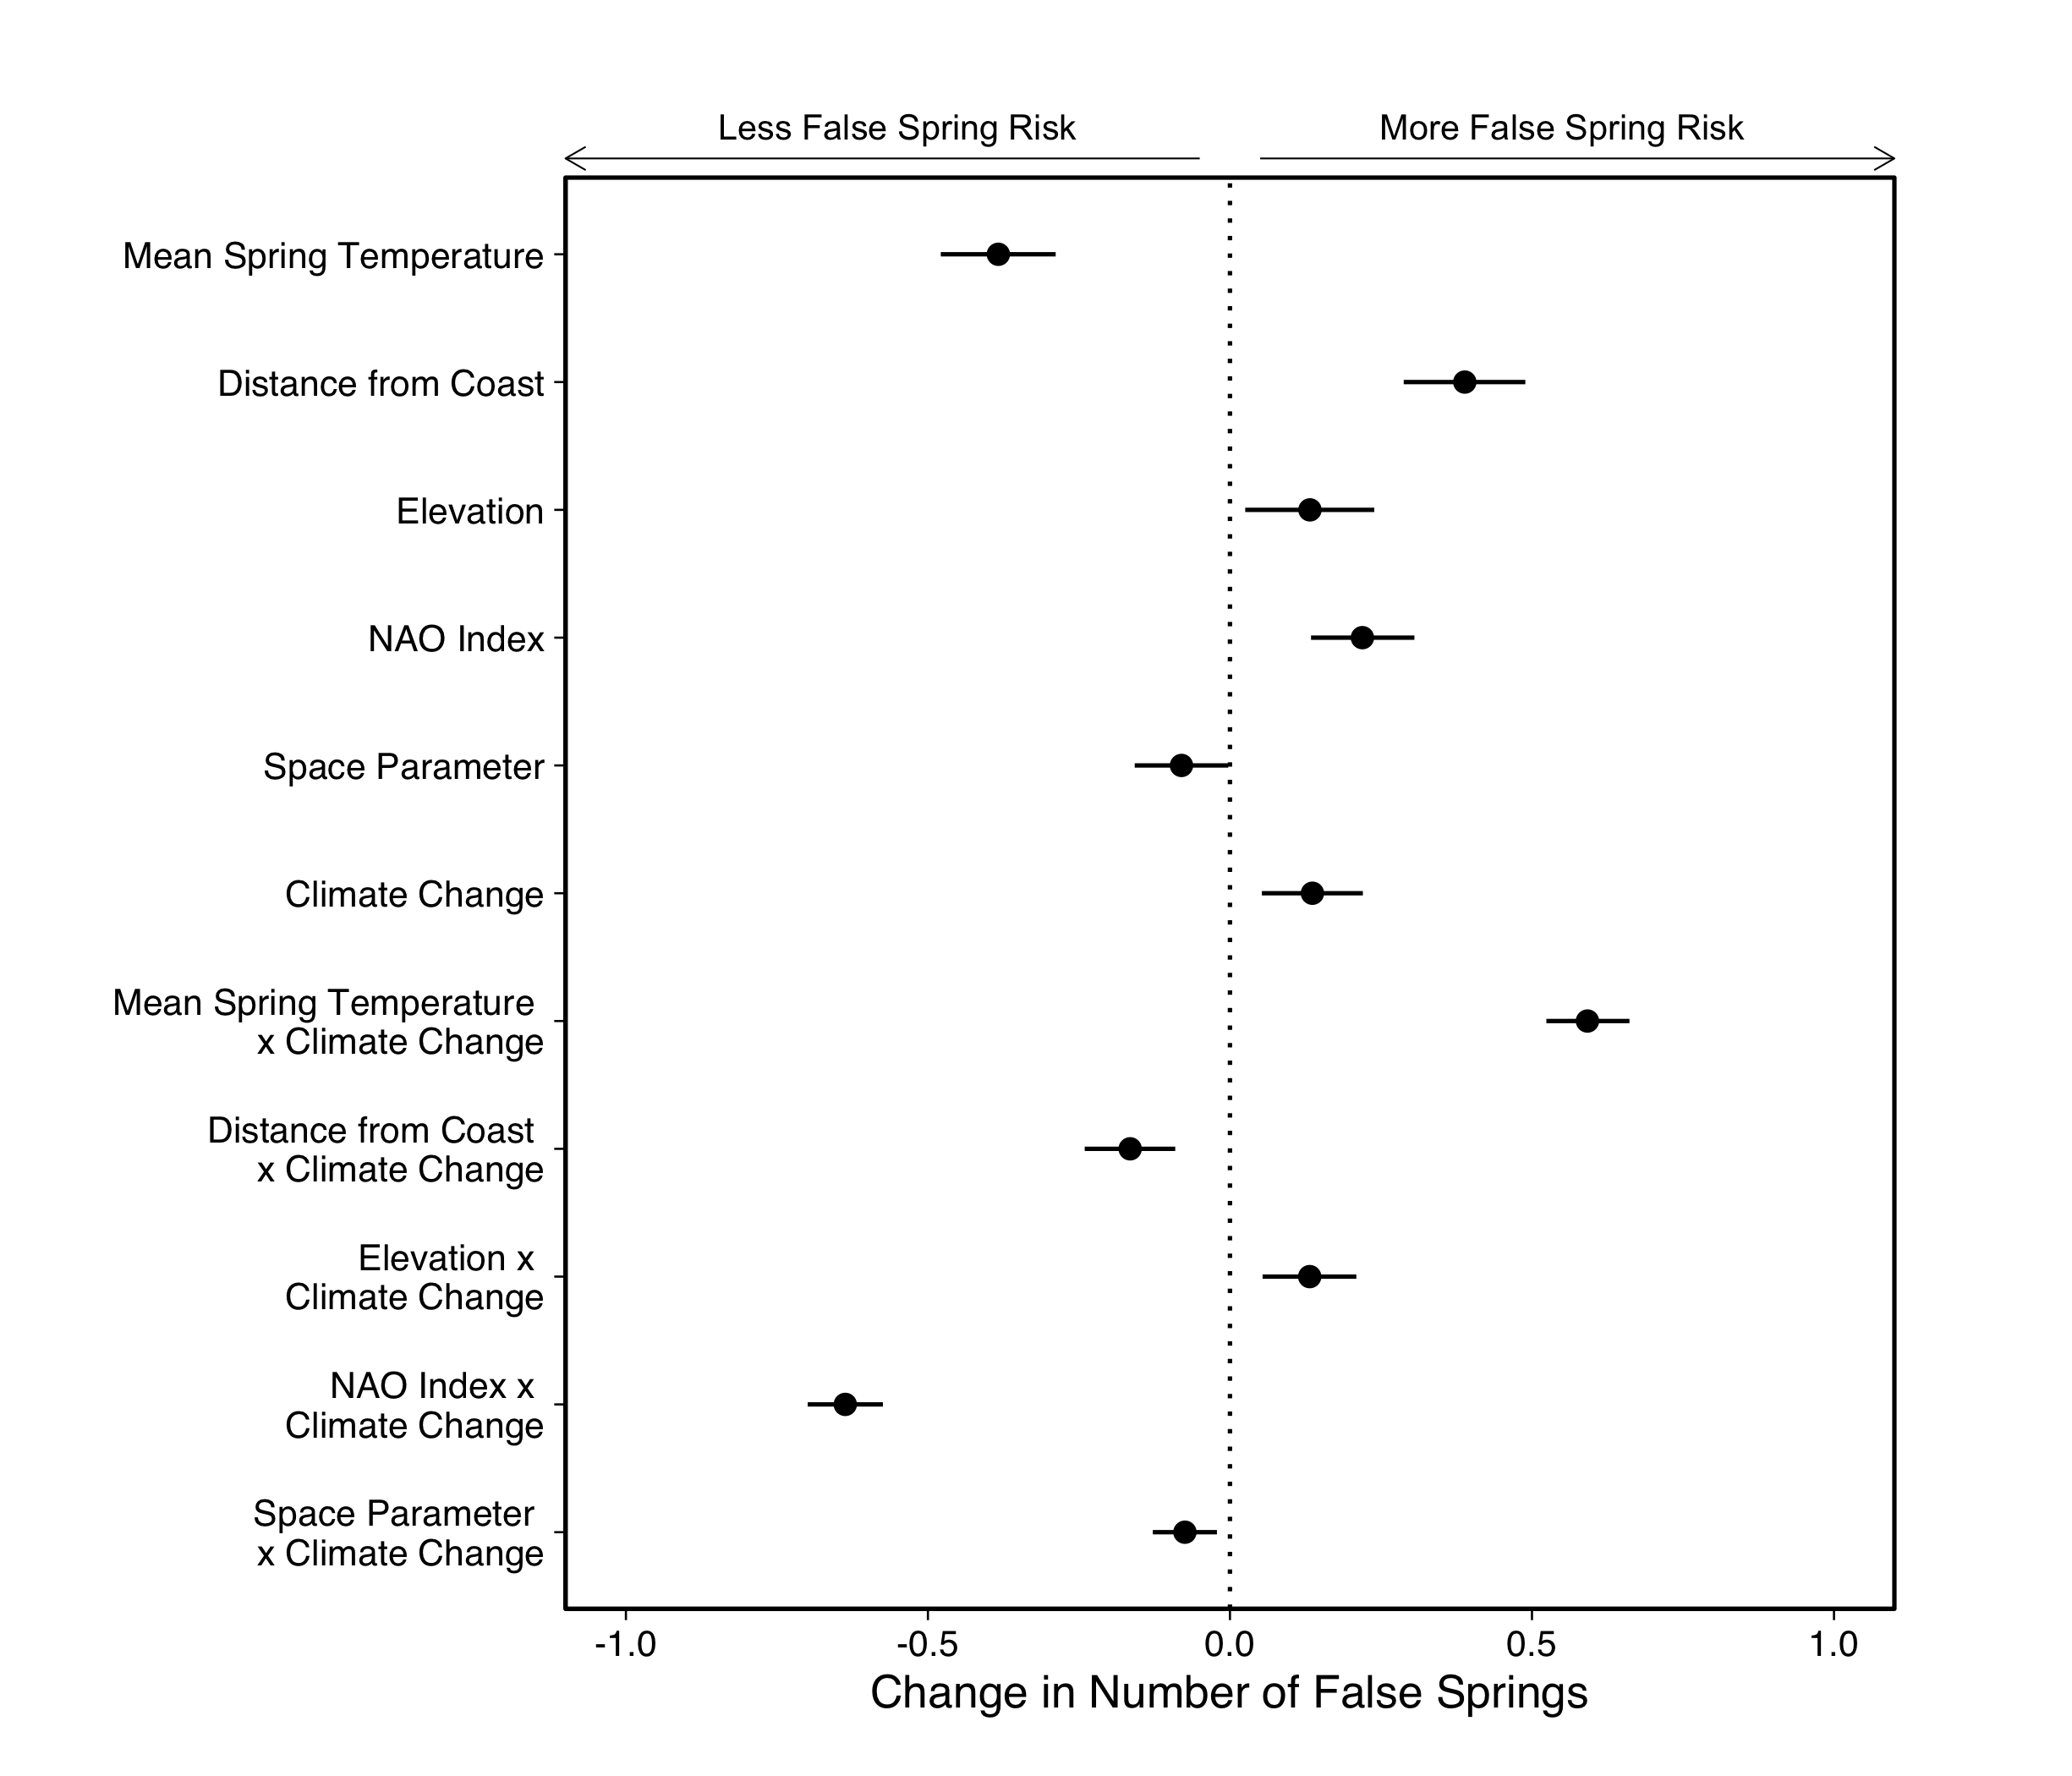 Less False Spring Risk
More False Spring Risk
Mean Spring Temperature
Distance from Coast
Elevation
NAO Index
Space Parameter
Climate Change
Mean Spring Temperature
x Climate Change
Distance from Coast
x Climate Change
Elevation x
Climate Change
NAO Index x
Climate Change
Space Parameter
x Climate Change
-1.0
-0.5
0.0
0.5
1.0
Change in Number of False Springs